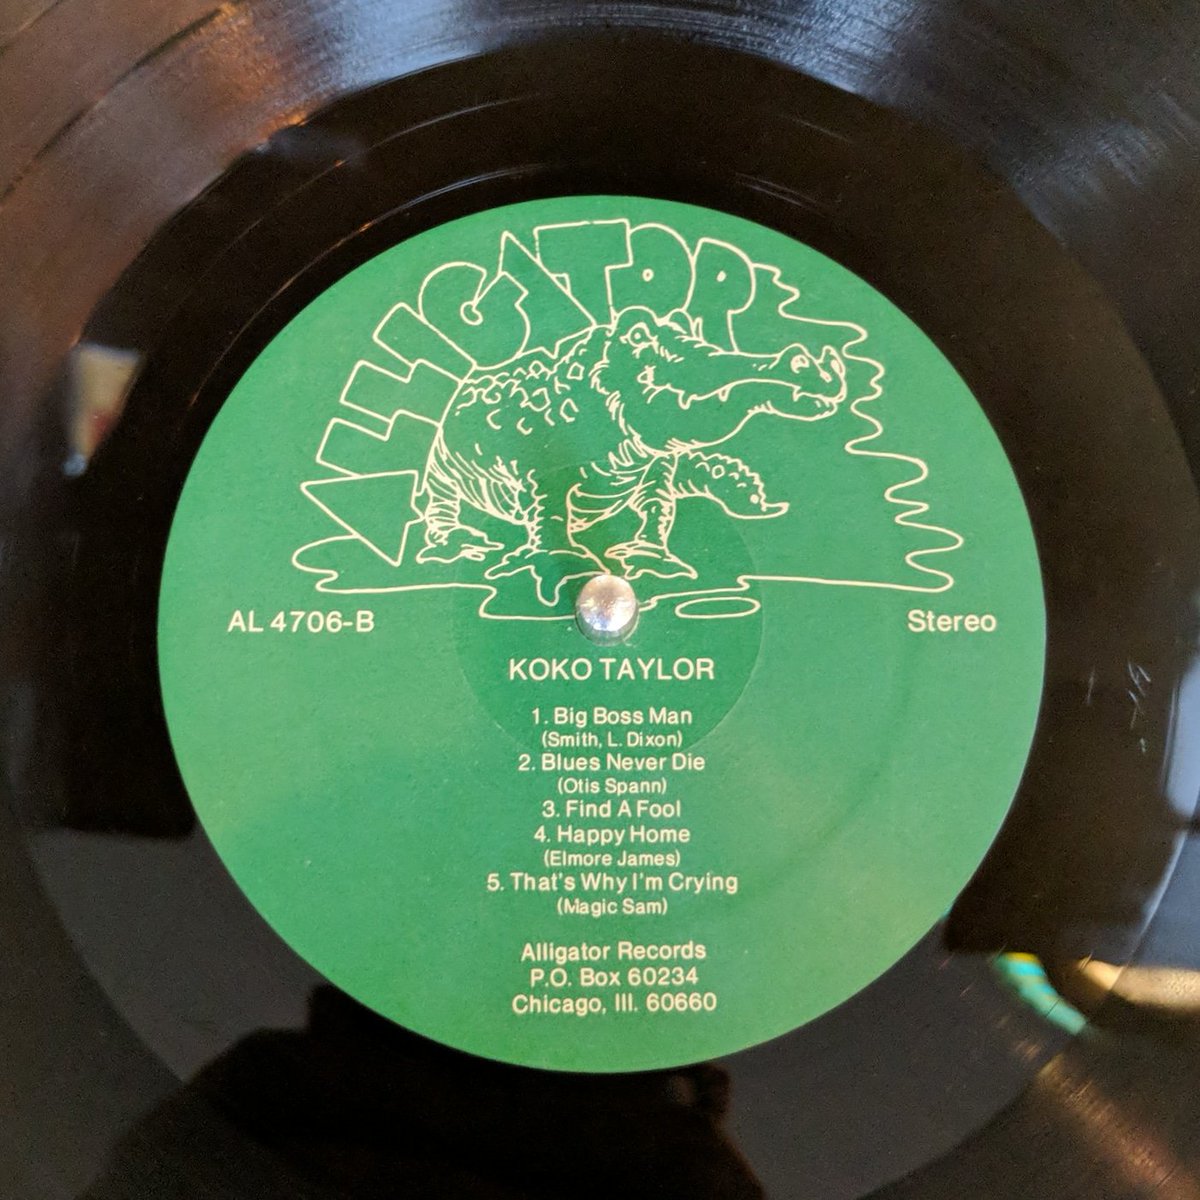 ALLIGATOR
AL 4706-B
Stereo
KOKO TAYLOR
1. Big Boss Man
(Smith, L. Dixon)
2. Blues Never Die
(Otis Spann)
3. Find A Fool
4. Happy Home
(Elmore James)
5. That's Why I'm Crying
(Magic Sam)
Alligator Records
P.O. Box 60234
Chicago, Ill. 60660